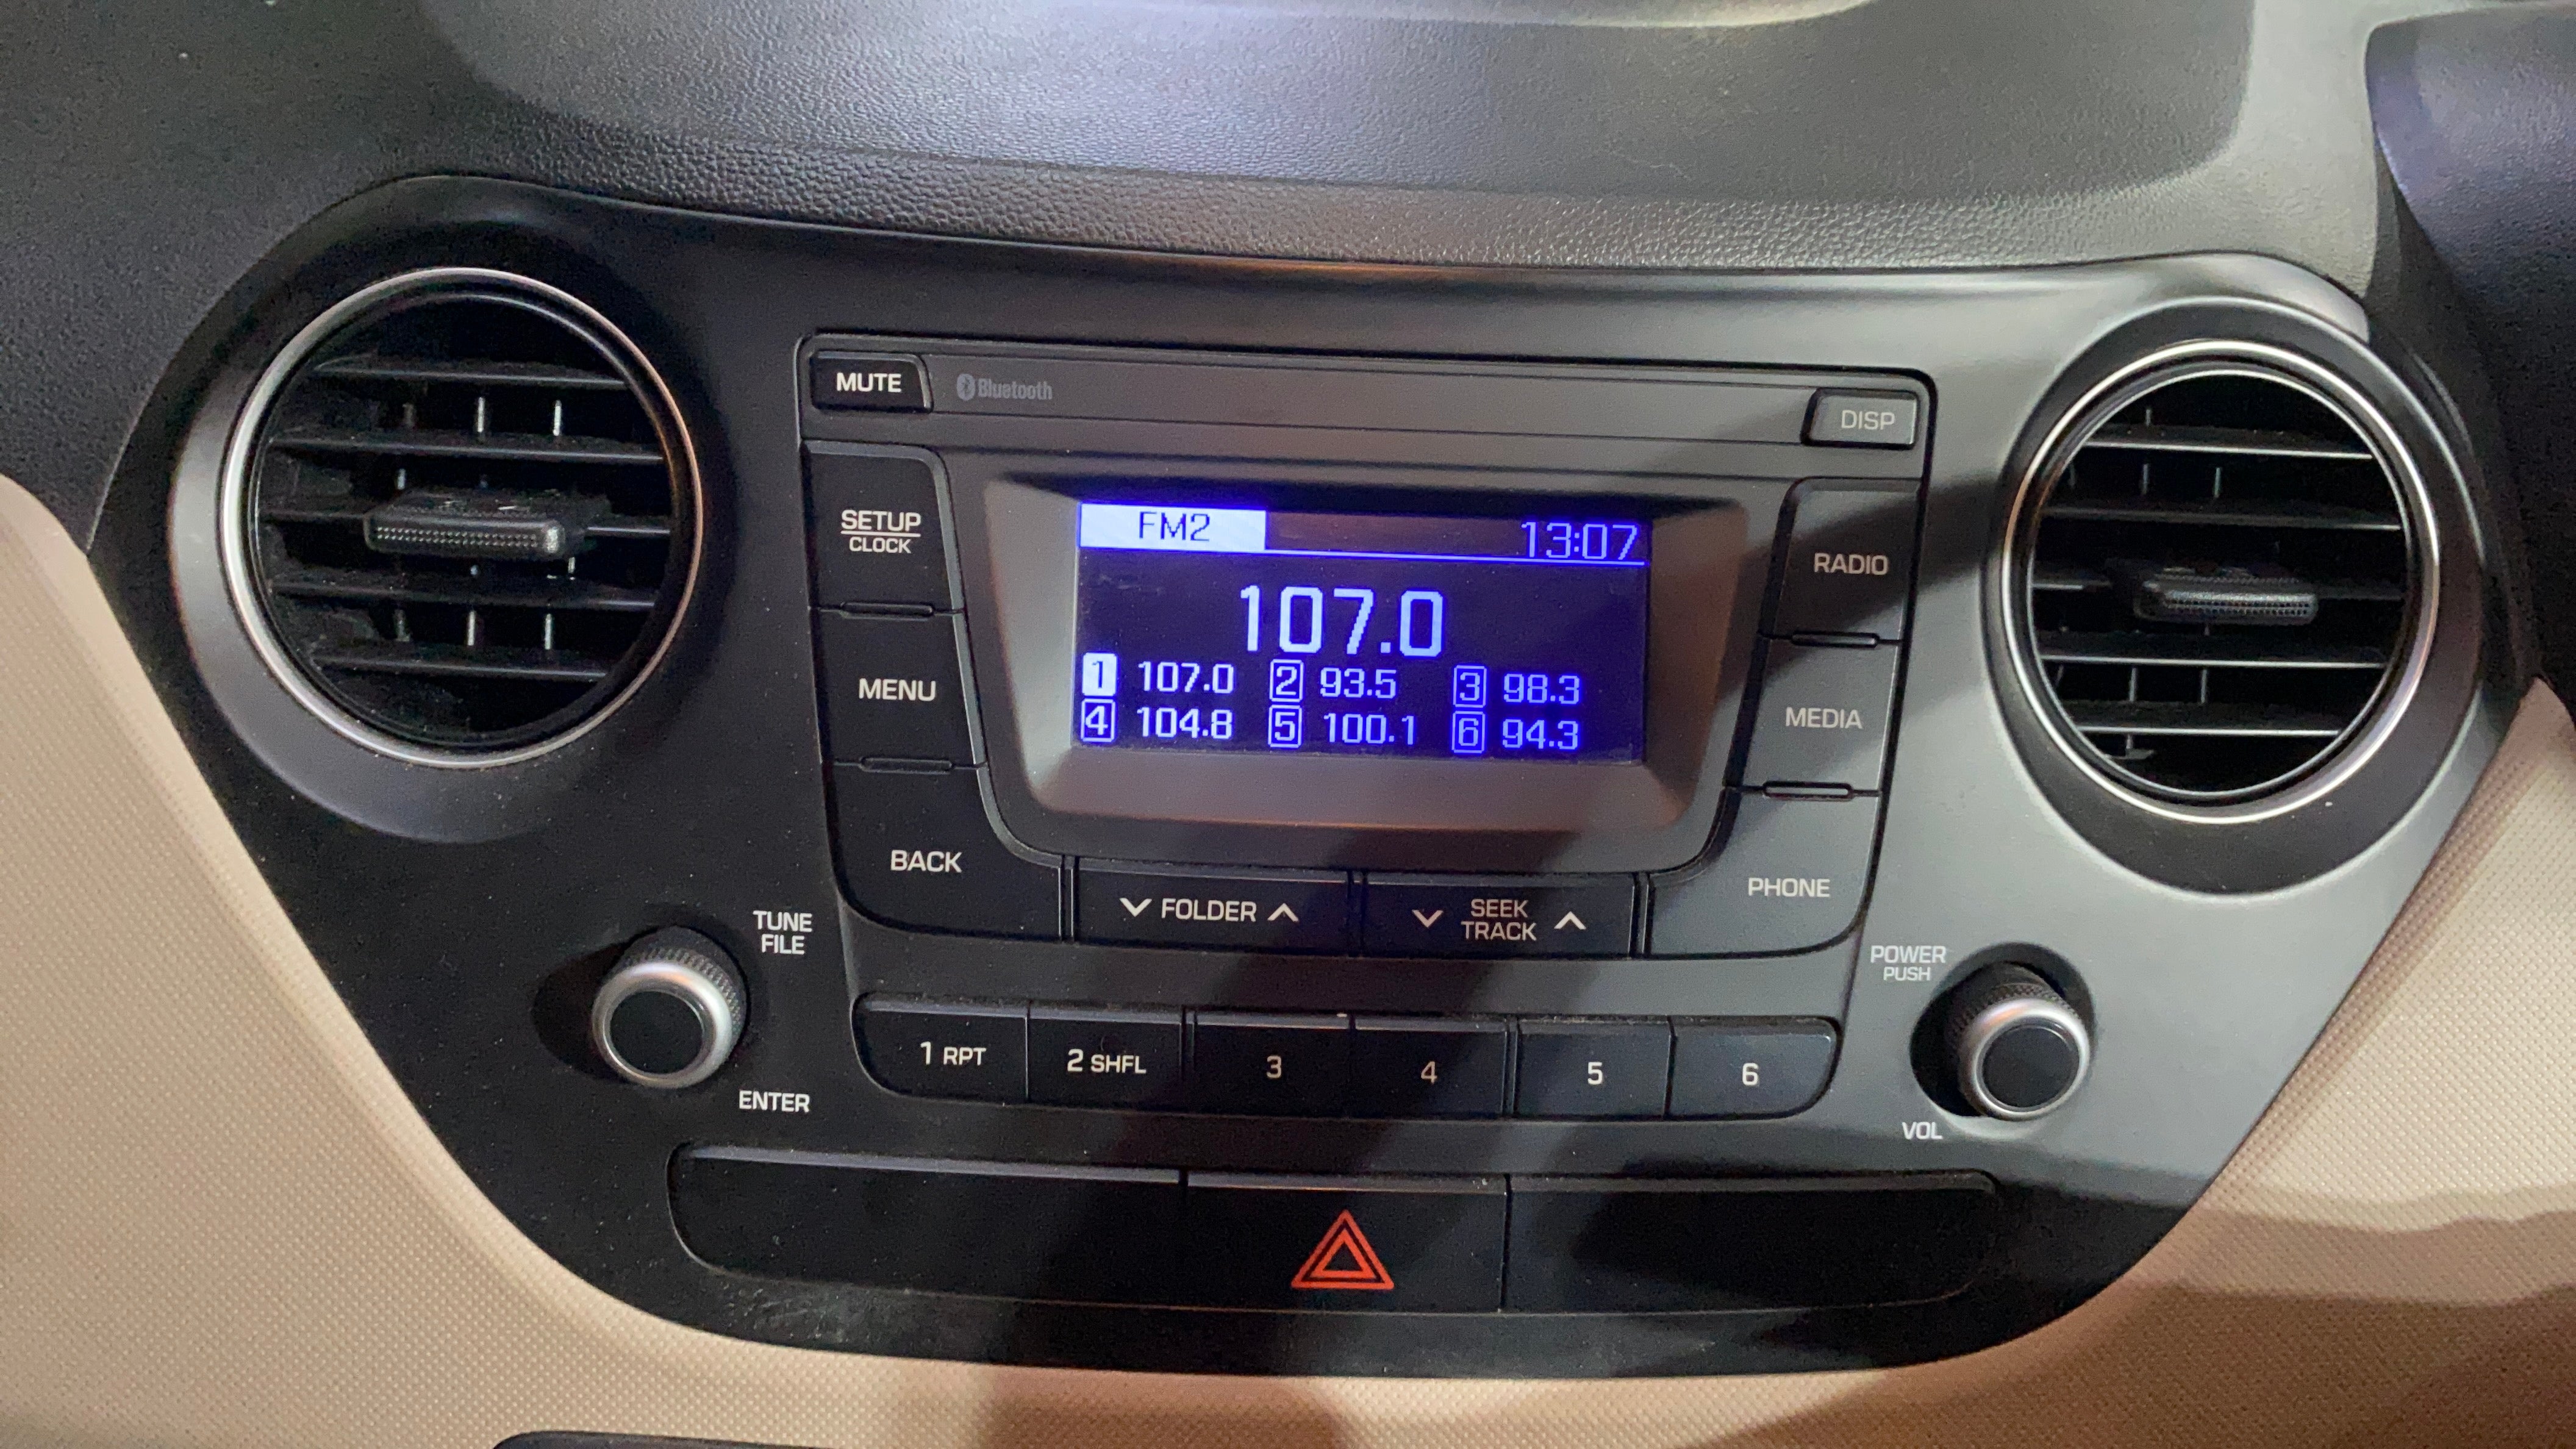 MUTE
Bluetooth
DISP
SETUP
CLOCK
FM2 13:07
RADIO
107.0
1 107.0 2 93.5 3 98.3
4 104.8 5 100.1 6 94.3
MENU
MEDIA
BACK
FOLDER
SEEK
TRACK
PHONE
TUNE
FILE
POWER
PUSH
1 RPT 2 SHFL 3 4 5 6
ENTER
VOL